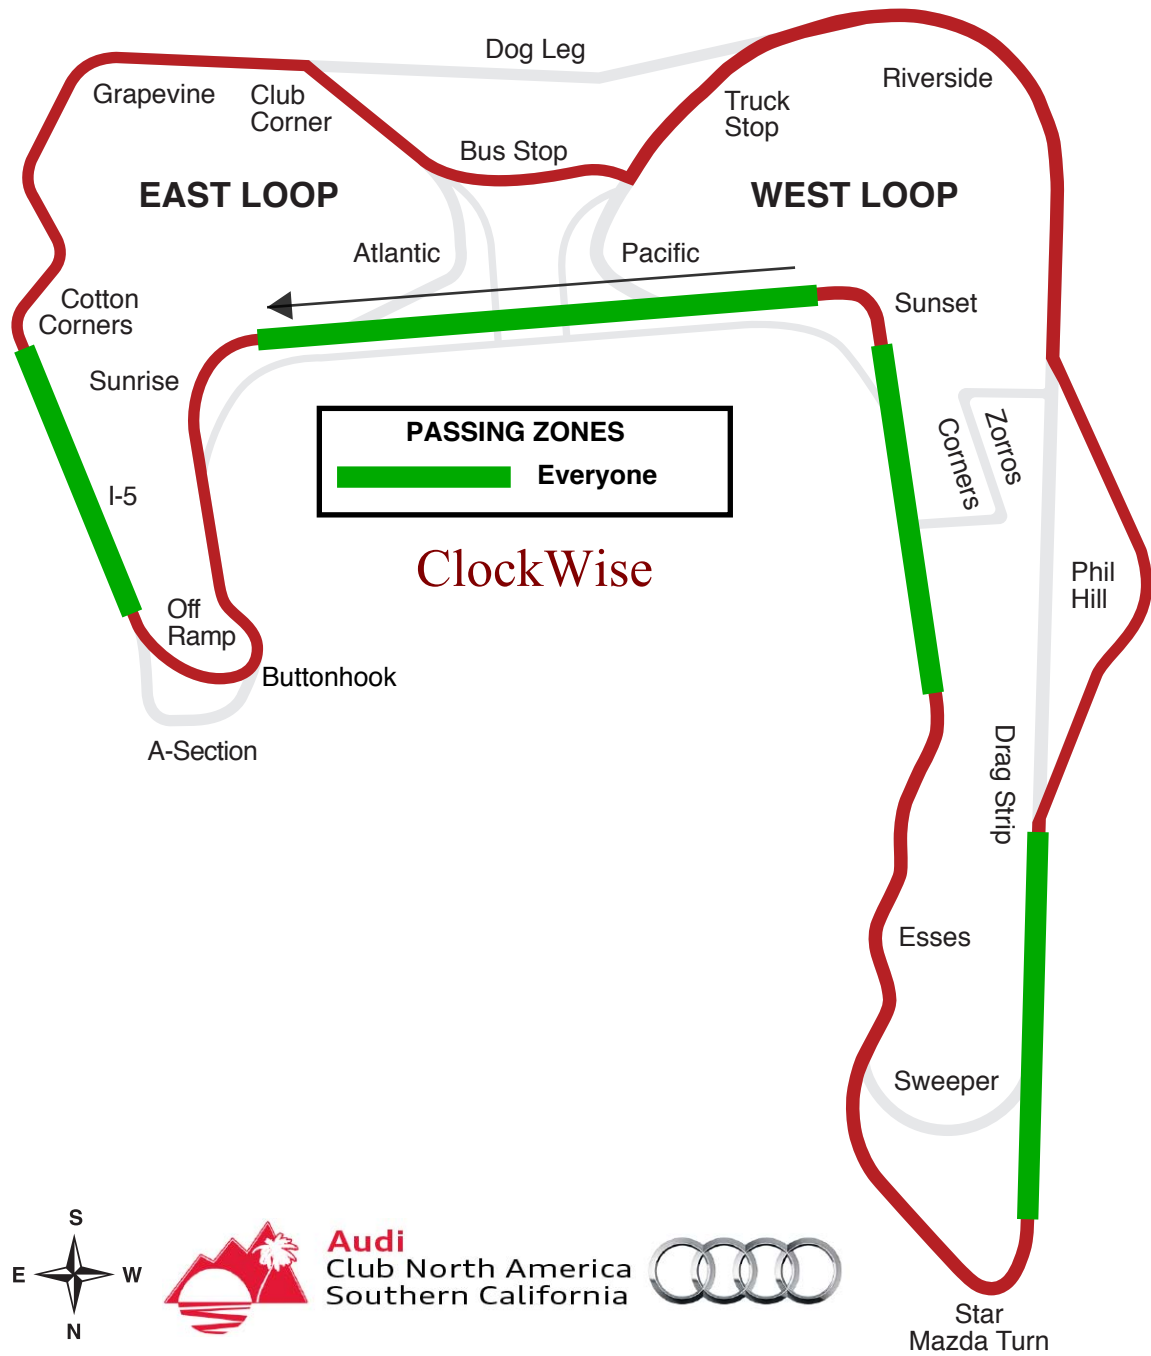 Dog Leg
Riverside
Grapevine
Club
Corner
Truck
Stop
Bus Stop
EAST LOOP
WEST LOOP
Atlantic
Pacific
Cotton
Corners
Sunset
Sunrise
PASSING ZONES
Everyone
Zorros
Corners
I-5
ClockWise
Phil
Hill
Off
Ramp
Buttonhook
A-Section
Drag Strip
Esses
Sweeper
S
E
W
N
Audi
Club North America
Southern California
Star
Mazda Turn